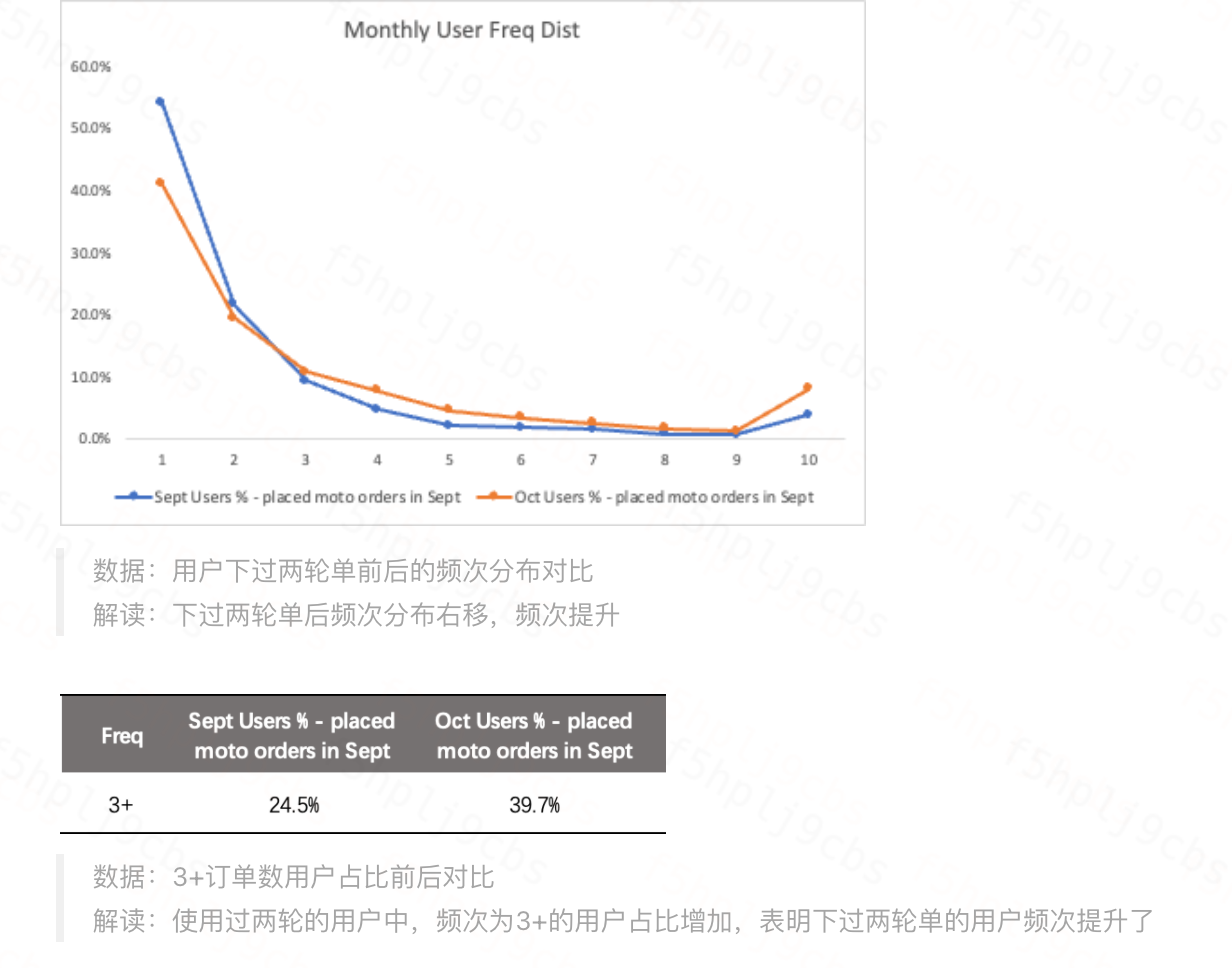 Monthly User Freq Dist
60.0%
50.0%
40.0%
30.0%
20.0%
10.0%
0.0%
1 2 3 4 5 6 7 8 9 10
Sept Users % - placed moto orders in Sept Oct Users % - placed moto orders in Sept
数据：用户下过两轮单前后的频次分布对比
解读：下过两轮单后频次分布右移，频次提升
Freq Sept Users % - placed moto orders in Sept Oct Users % - placed moto orders in Sept
3+ 24.5% 39.7%
数据：3+订单数用户占比前后对比
解读：使用过两轮的用户中，频次为3+的用户占比增加，表明下过两轮单的用户频次提升了
f5hplj9cbs